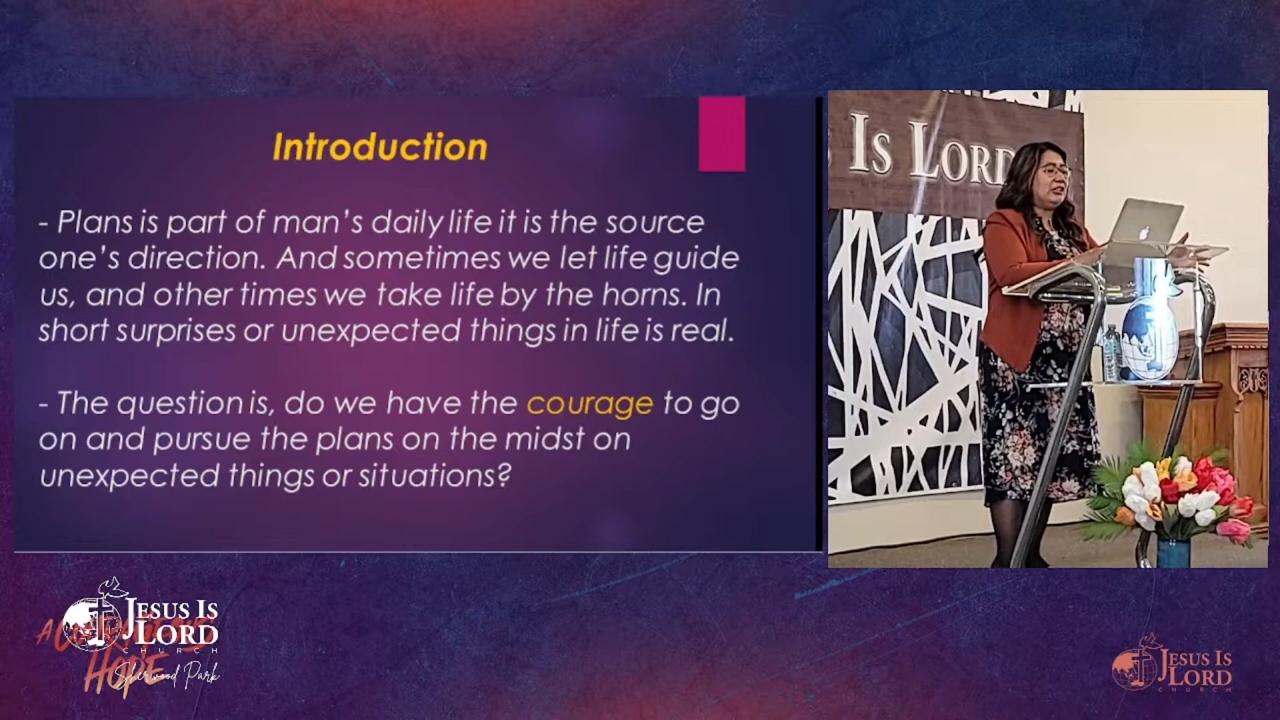 Introduction
- Plans is part of man's daily life it is the source
one's direction. And sometimes we let life guide
us, and other times we take life by the horns. In
short surprises or unexpected things in life is real.
- The question is, do we have the courage to go
on and pursue the plans on the midst on
unexpected things or situations?
IS LORD
JESUS IS
LORD
CHURCH
HOPE
Sherwood Park
JESUS IS
LORD
CHURCH